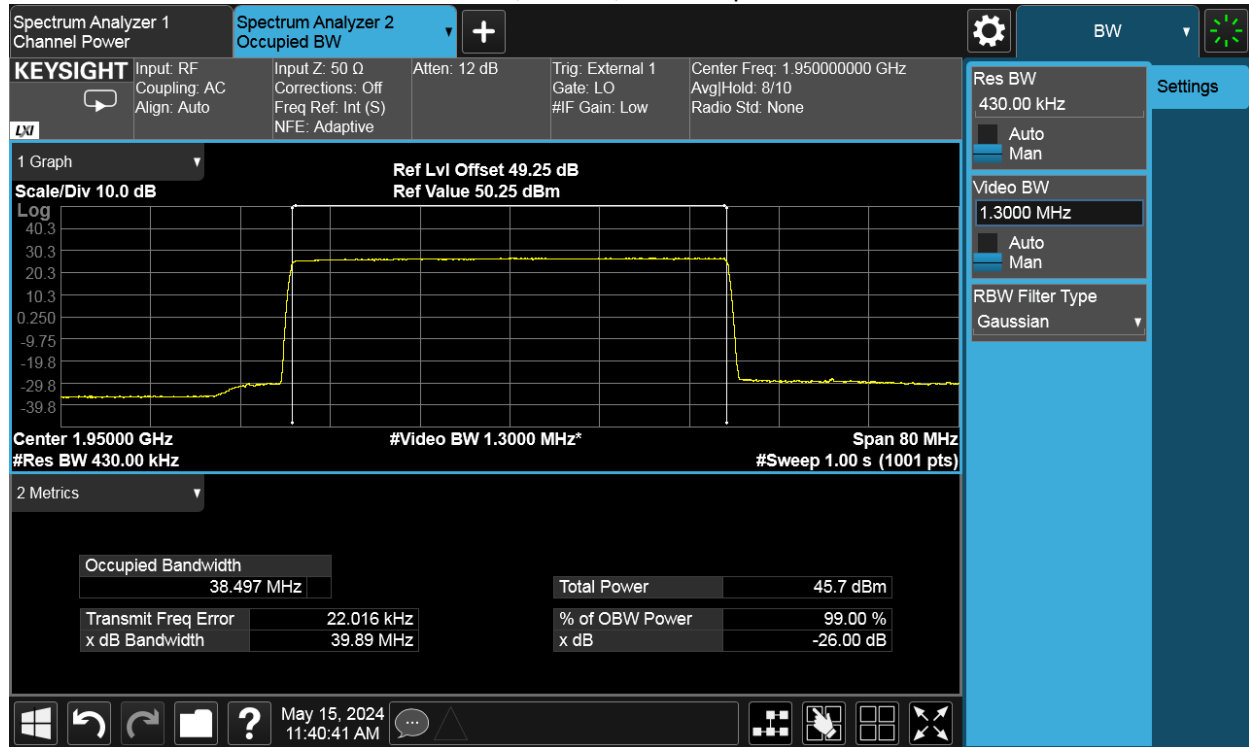 Spectrum Analyzer 1
Channel Power
Spectrum Analyzer 2
Occupied BW
BW
KEYSIGHT
LXI
Input: RF
Coupling: AC
Align: Auto
Input Z: 50 Ω
Corrections: Off
Freq Ref: Int (S)
NFE: Adaptive
Atten: 12 dB
Trig: External 1
Gate: LO
#IF Gain: Low
Center Freq: 1.950000000 GHz
Avg|Hold: 8/10
Radio Std: None
1 Graph
Scale/Div 10.0 dB
Ref Lvl Offset 49.25 dB
Ref Value 50.25 dBm
Log
40.3
30.3
20.3
10.3
0.250
-9.75
-19.8
-29.8
-39.8
Center 1.95000 GHz
#Video BW 1.3000 MHz*
Span 80 MHz
#Res BW 430.00 kHz
#Sweep 1.00 s (1001 pts)
2 Metrics
Occupied Bandwidth
38.497 MHz
Total Power 45.7 dBm
Transmit Freq Error 22.016 kHz
% of OBW Power 99.00 %
x dB Bandwidth 39.89 MHz
x dB -26.00 dB
Res BW
430.00 kHz
Auto
Man
Video BW
1.3000 MHz
Auto
Man
RBW Filter Type
Gaussian
Settings
?
May 15, 2024
11:40:41 AM